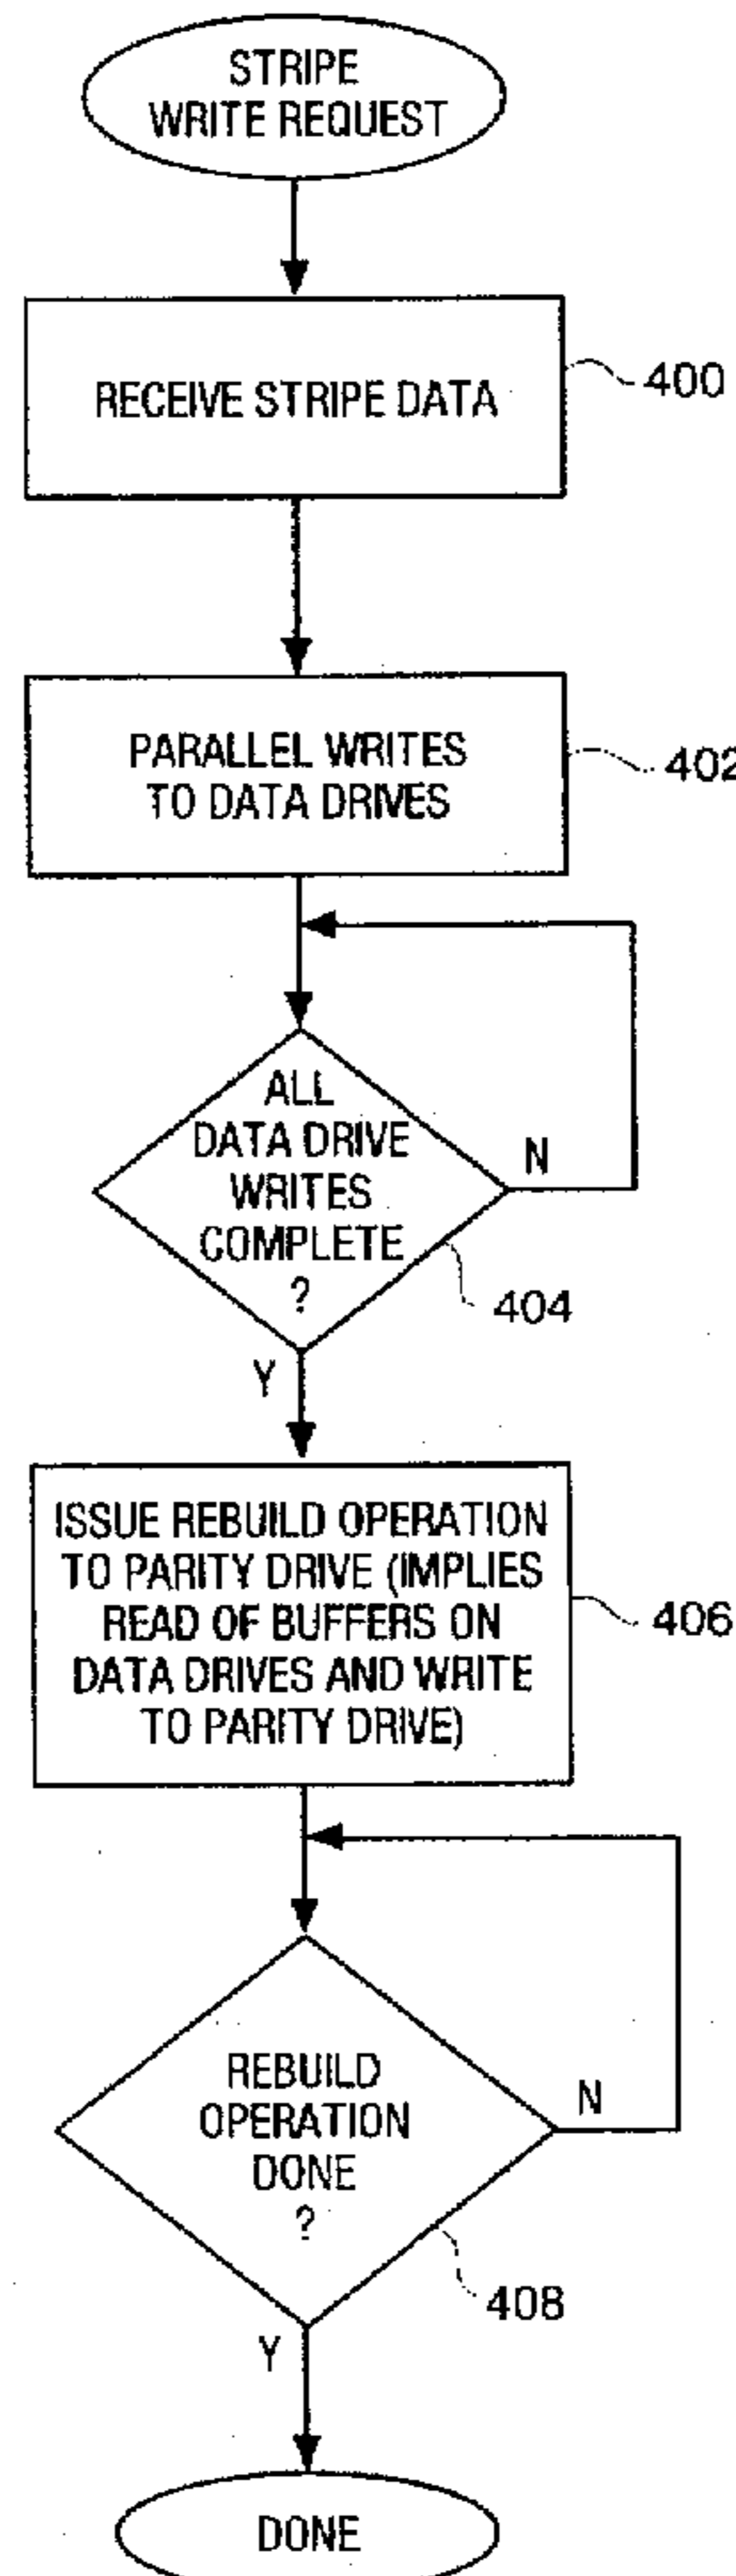 STRIPE
WRITE REQUEST
RECEIVE STRIPE DATA
400
PARALLEL WRITES
TO DATA DRIVES
402
ALL
DATA DRIVE
WRITES
COMPLETE
?
N
404
Y
ISSUE REBUILD OPERATION
TO PARITY DRIVE (IMPLIES
READ OF BUFFERS ON
DATA DRIVES AND WRITE
TO PARITY DRIVE)
406
REBUILD
OPERATION
DONE
?
N
408
Y
DONE